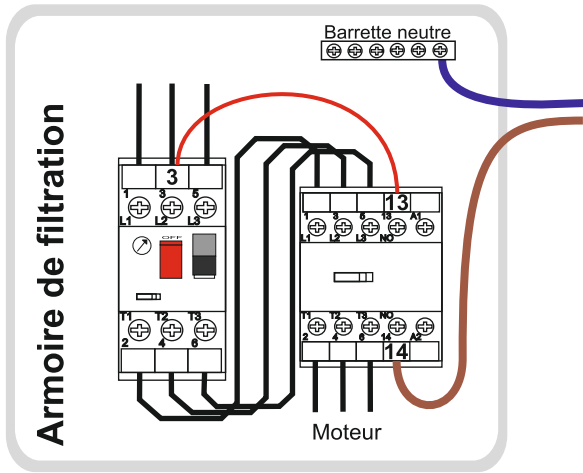 Barrette neutre
Armoire de filtration
3
1 3 5
L1 L2 L3
OFF
T1 T2 T3
2 4 6
13
1 3 5 13 A1
L1 L2 L3 NO
T1 T2 T3 NO
2 4 6 14 A2
14
Moteur